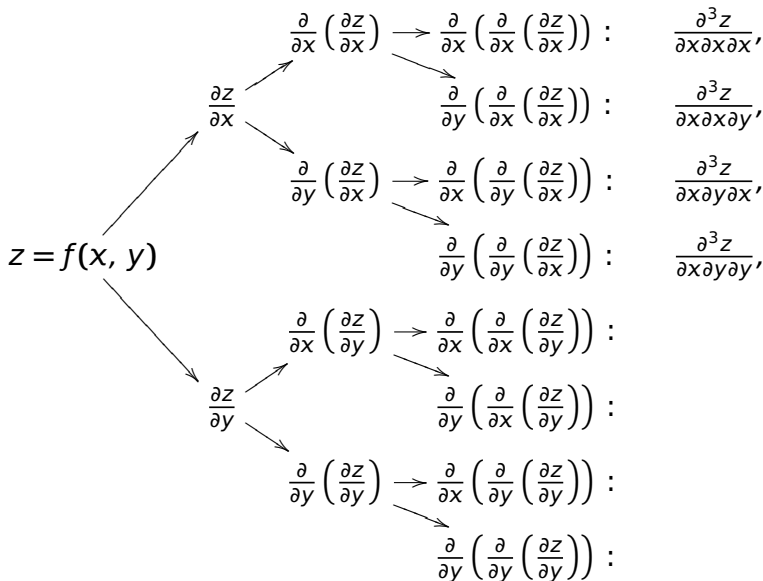 ∂/∂x (∂z/∂x) → ∂/∂x (∂/∂x (∂z/∂x)) : ∂³z/∂x∂x∂x,
∂z/∂x ∂/∂y (∂/∂x (∂z/∂x)) : ∂³z/∂x∂x∂y,
∂/∂y (∂z/∂x) → ∂/∂x (∂/∂y (∂z/∂x)) : ∂³z/∂x∂y∂x,
z = f(x, y) ∂/∂y (∂/∂y (∂z/∂x)) : ∂³z/∂x∂y∂y,
∂/∂x (∂z/∂y) → ∂/∂x (∂/∂x (∂z/∂y)) :
∂z/∂y ∂/∂y (∂/∂x (∂z/∂y)) :
∂/∂y (∂z/∂y) → ∂/∂x (∂/∂y (∂z/∂y)) :
∂/∂y (∂/∂y (∂z/∂y)) :